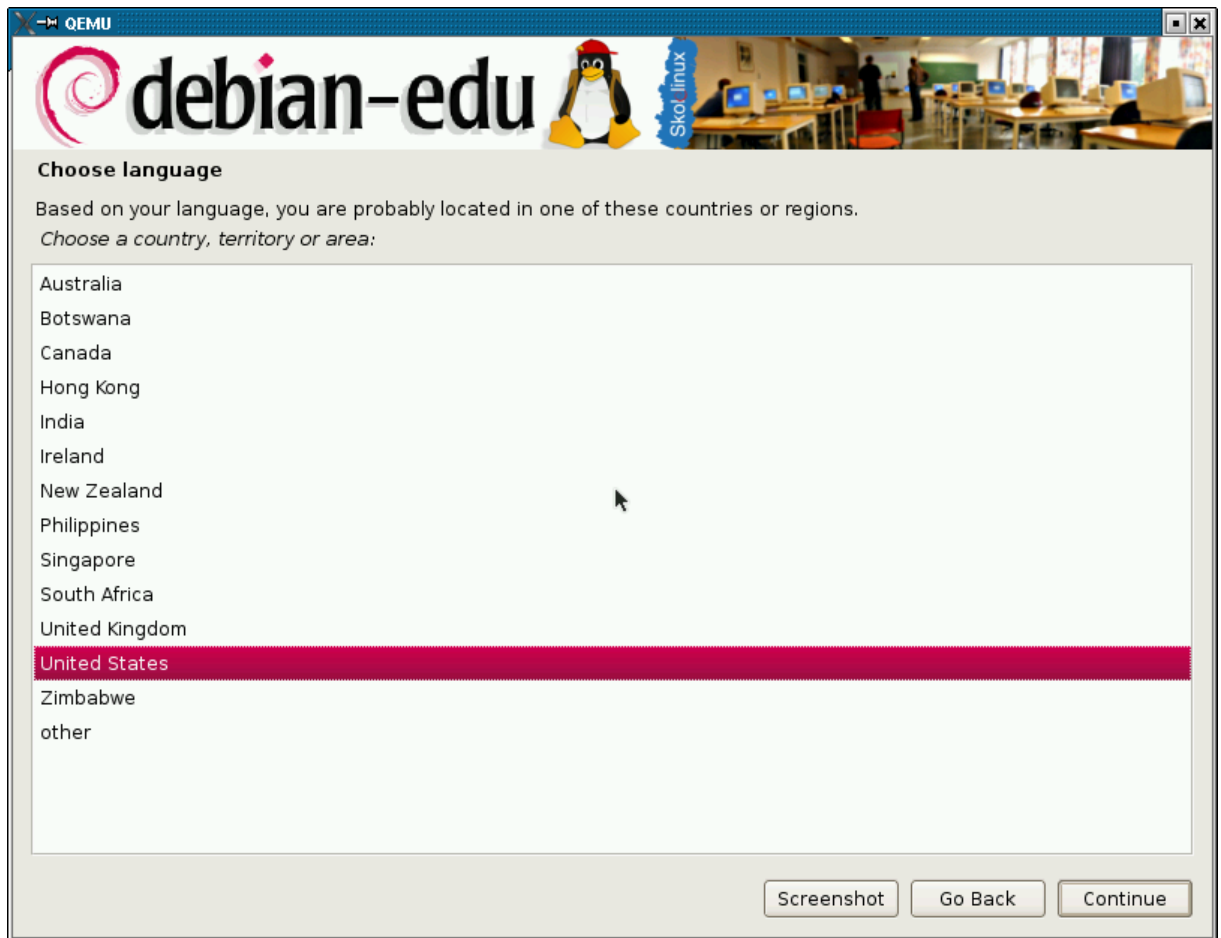 QEMU
debian-edu
Skolelinux
Choose language
Based on your language, you are probably located in one of these countries or regions.
Choose a country, territory or area:
Australia
Botswana
Canada
Hong Kong
India
Ireland
New Zealand
Philippines
Singapore
South Africa
United Kingdom
United States
Zimbabwe
other
Screenshot
Go Back
Continue